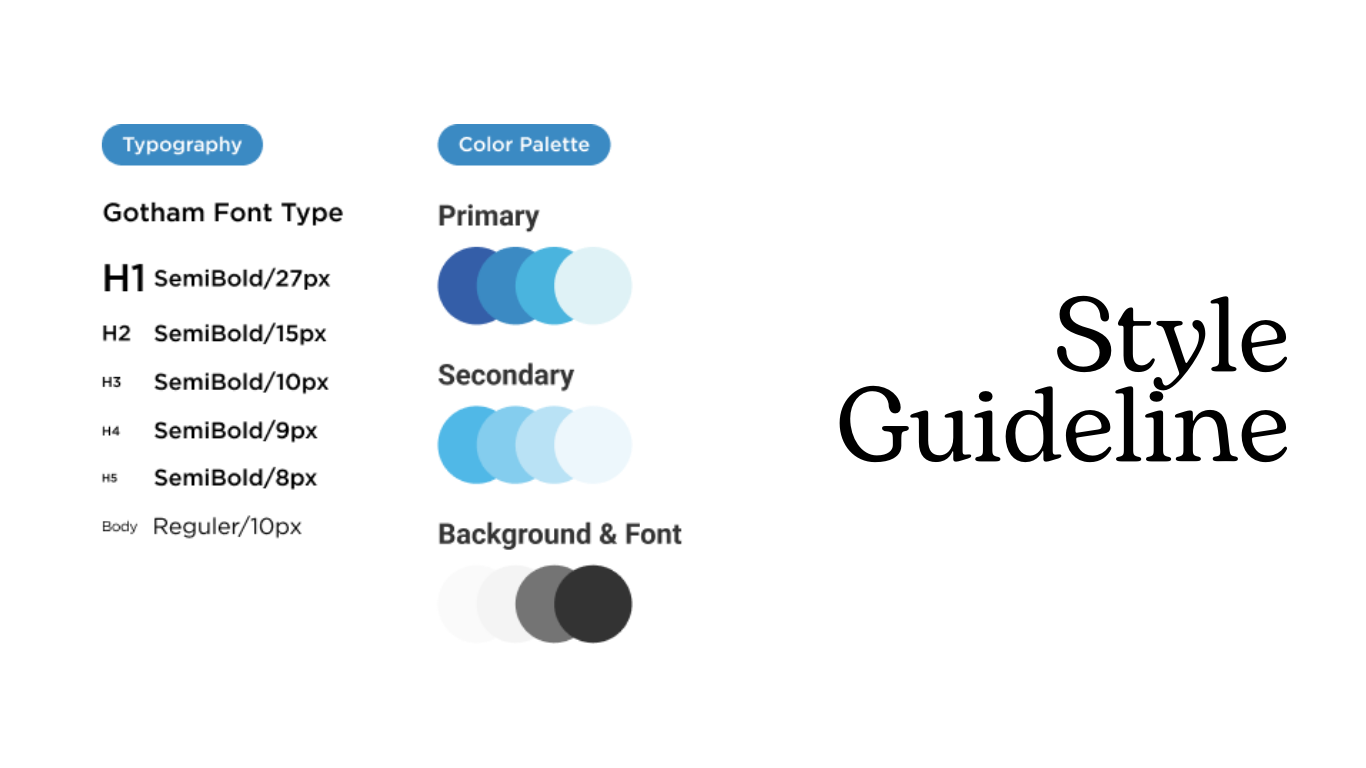 Typography
Gotham Font Type
H1 SemiBold/27px
H2 SemiBold/15px
H3 SemiBold/10px
H4 SemiBold/9px
H5 SemiBold/8px
Body Reguler/10px
Color Palette
Primary
Secondary
Background & Font
Style
Guideline